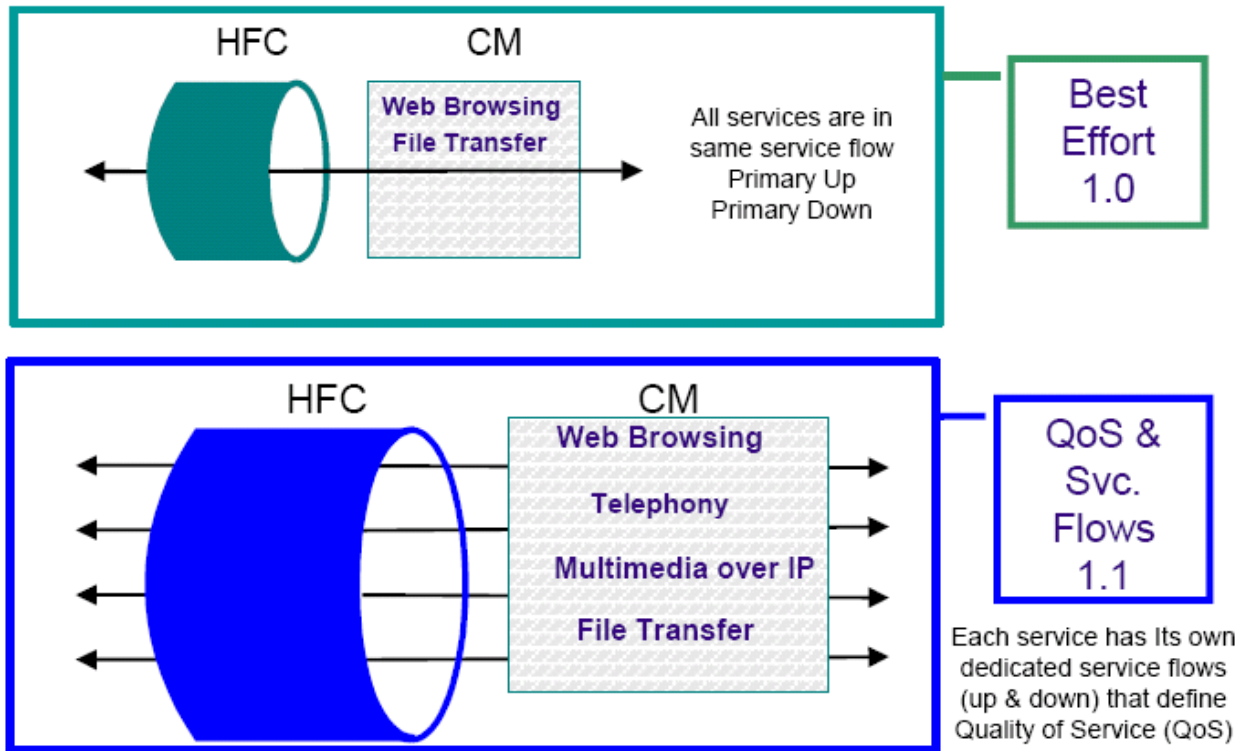 HFC
CM
Web Browsing
File Transfer
All services are in
same service flow
Primary Up
Primary Down
Best
Effort
1.0
HFC
CM
Web Browsing
Telephony
Multimedia over IP
File Transfer
QoS &
Svc.
Flows
1.1
Each service has Its own
dedicated service flows
(up & down) that define
Quality of Service (QoS)